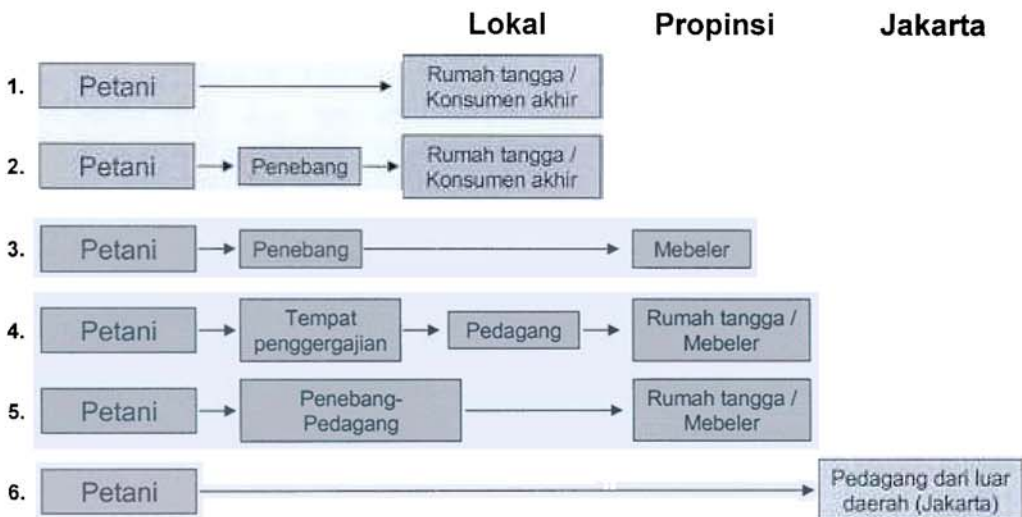 Lokal Propinsi Jakarta
1. Petani Rumah tangga /
Konsumen akhir
2. Petani Penebang Rumah tangga /
Konsumen akhir
3. Petani Penebang Mebeler
4. Petani Tempat
penggergajian Pedagang Rumah tangga /
Mebeler
5. Petani Penebang-
Pedagang Rumah tangga /
Mebeler
6. Petani Pedagang dari luar
daerah (Jakarta)